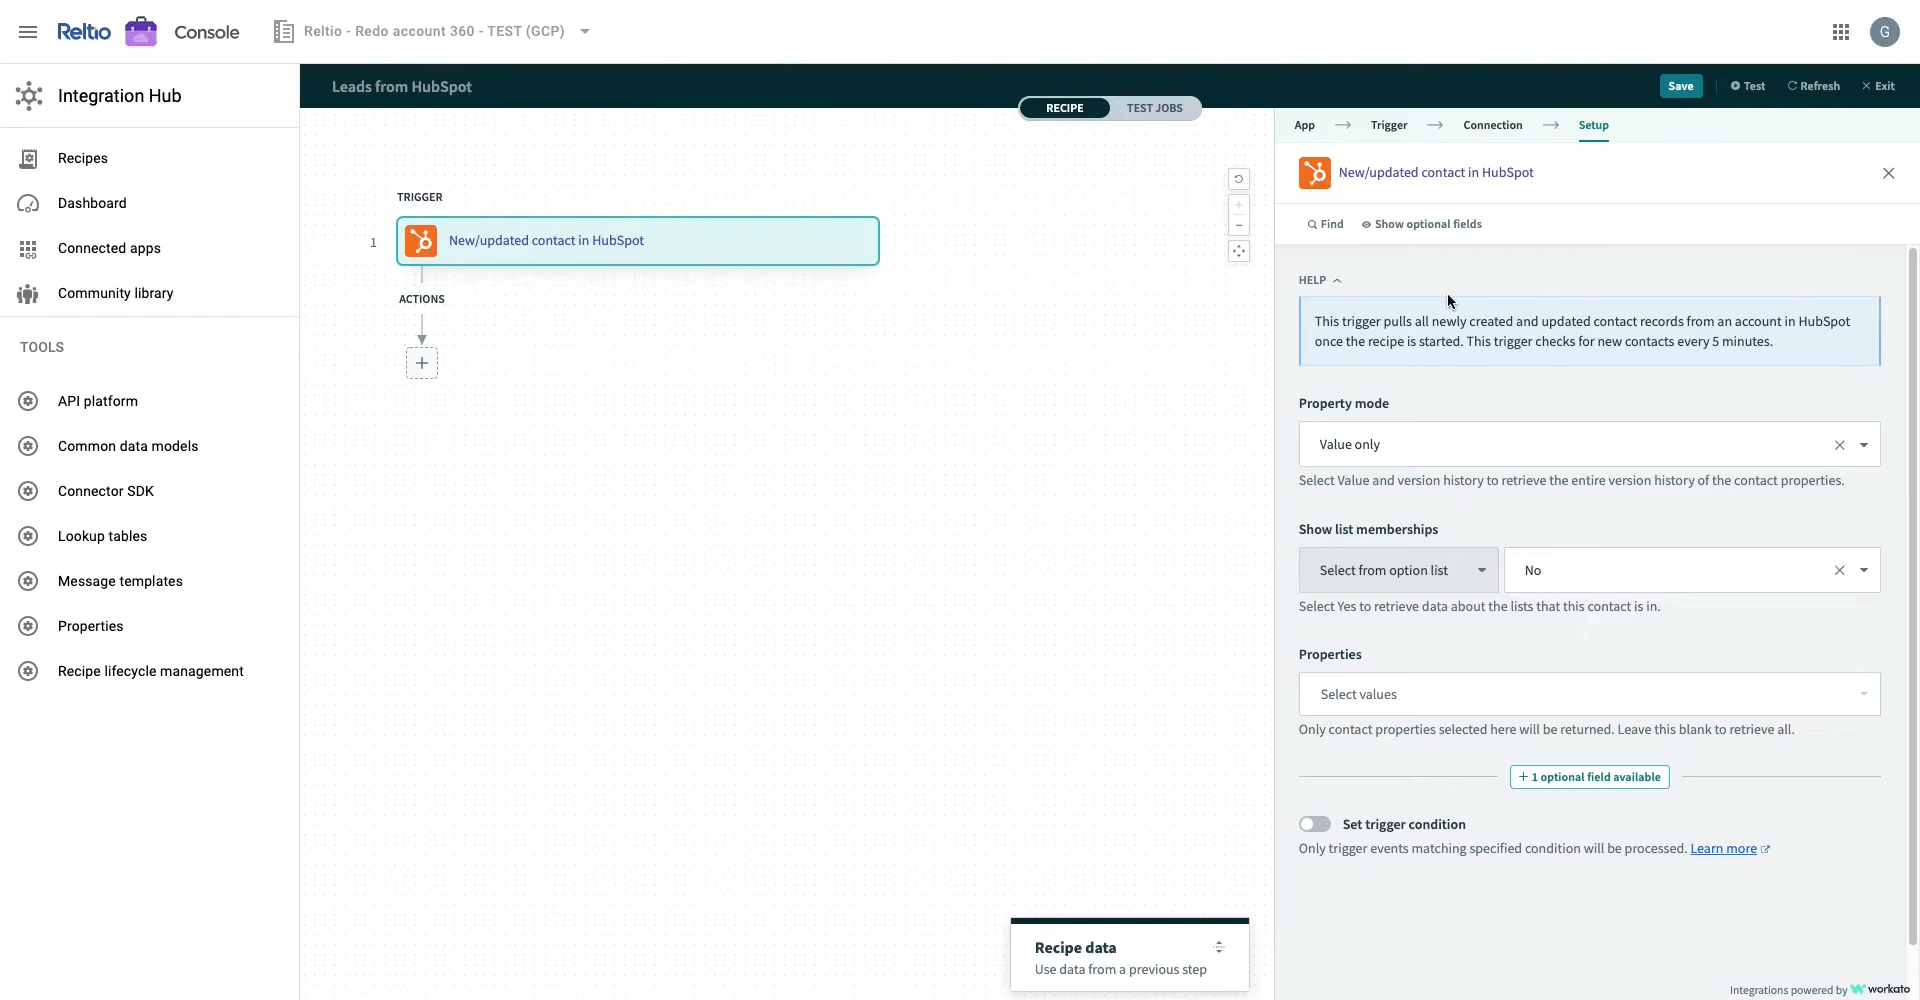 Reltio Console Reltio - Redo account 360 - TEST (GCP) G
Integration Hub
Recipes
Dashboard
Connected apps
Community library
TOOLS
API platform
Common data models
Connector SDK
Lookup tables
Message templates
Properties
Recipe lifecycle management
Leads from HubSpot Save Test Refresh Exit
RECIPE TEST JOBS
TRIGGER
1 New/updated contact in HubSpot
ACTIONS
Recipe data
Use data from a previous step
App Trigger Connection Setup
New/updated contact in HubSpot
Find Show optional fields
HELP
This trigger pulls all newly created and updated contact records from an account in HubSpot
once the recipe is started. This trigger checks for new contacts every 5 minutes.
Property mode
Value only
Select Value and version history to retrieve the entire version history of the contact properties.
Show list memberships
Select from option list No
Select Yes to retrieve data about the lists that this contact is in.
Properties
Select values
Only contact properties selected here will be returned. Leave this blank to retrieve all.
+ 1 optional field available
Set trigger condition
Only trigger events matching specified condition will be processed. Learn more
Integrations powered by workato